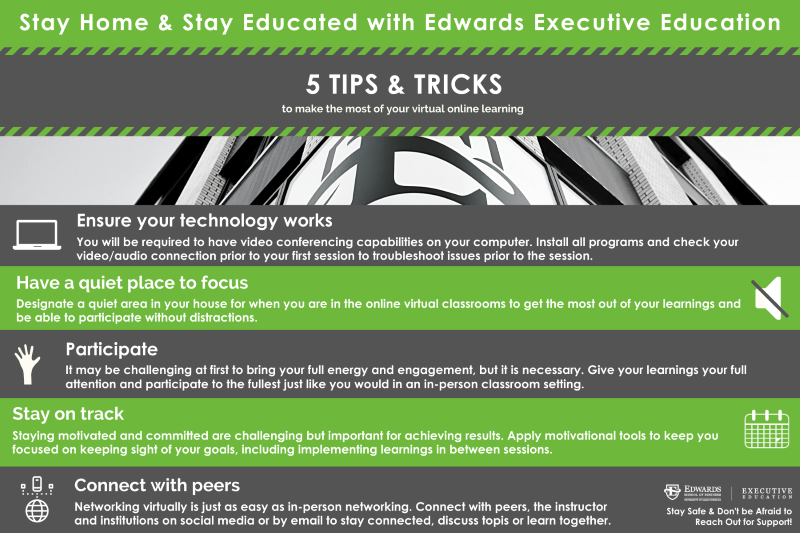 Stay Home & Stay Educated with Edwards Executive Education
5 TIPS & TRICKS
to make the most of your virtual online learning
Ensure your technology works
You will be required to have video conferencing capabilities on your computer. Install all programs and check your
video/audio connection prior to your first session to troubleshoot issues prior to the session.
Have a quiet place to focus
Designate a quiet area in your house for when you are in the online virtual classrooms to get the most out of your learnings and
be able to participate without distractions.
Participate
It may be challenging at first to bring your full energy and engagement, but it is necessary. Give your learnings your full
attention and participate to the fullest just like you would in an in-person classroom setting.
Stay on track
Staying motivated and committed are challenging but important for achieving results. Apply motivational tools to keep you
focused on keeping sight of your goals, including implementing learnings in between sessions.
Connect with peers
Networking virtually is just as easy as in-person networking. Connect with peers, the instructor
and institutions on social media or by email to stay connected, discuss topis or learn together.
EDWARDS
SCHOOL OF BUSINESS
EXECUTIVE
EDUCATION
Stay Safe & Don't be Afraid to
Reach Out for Support!